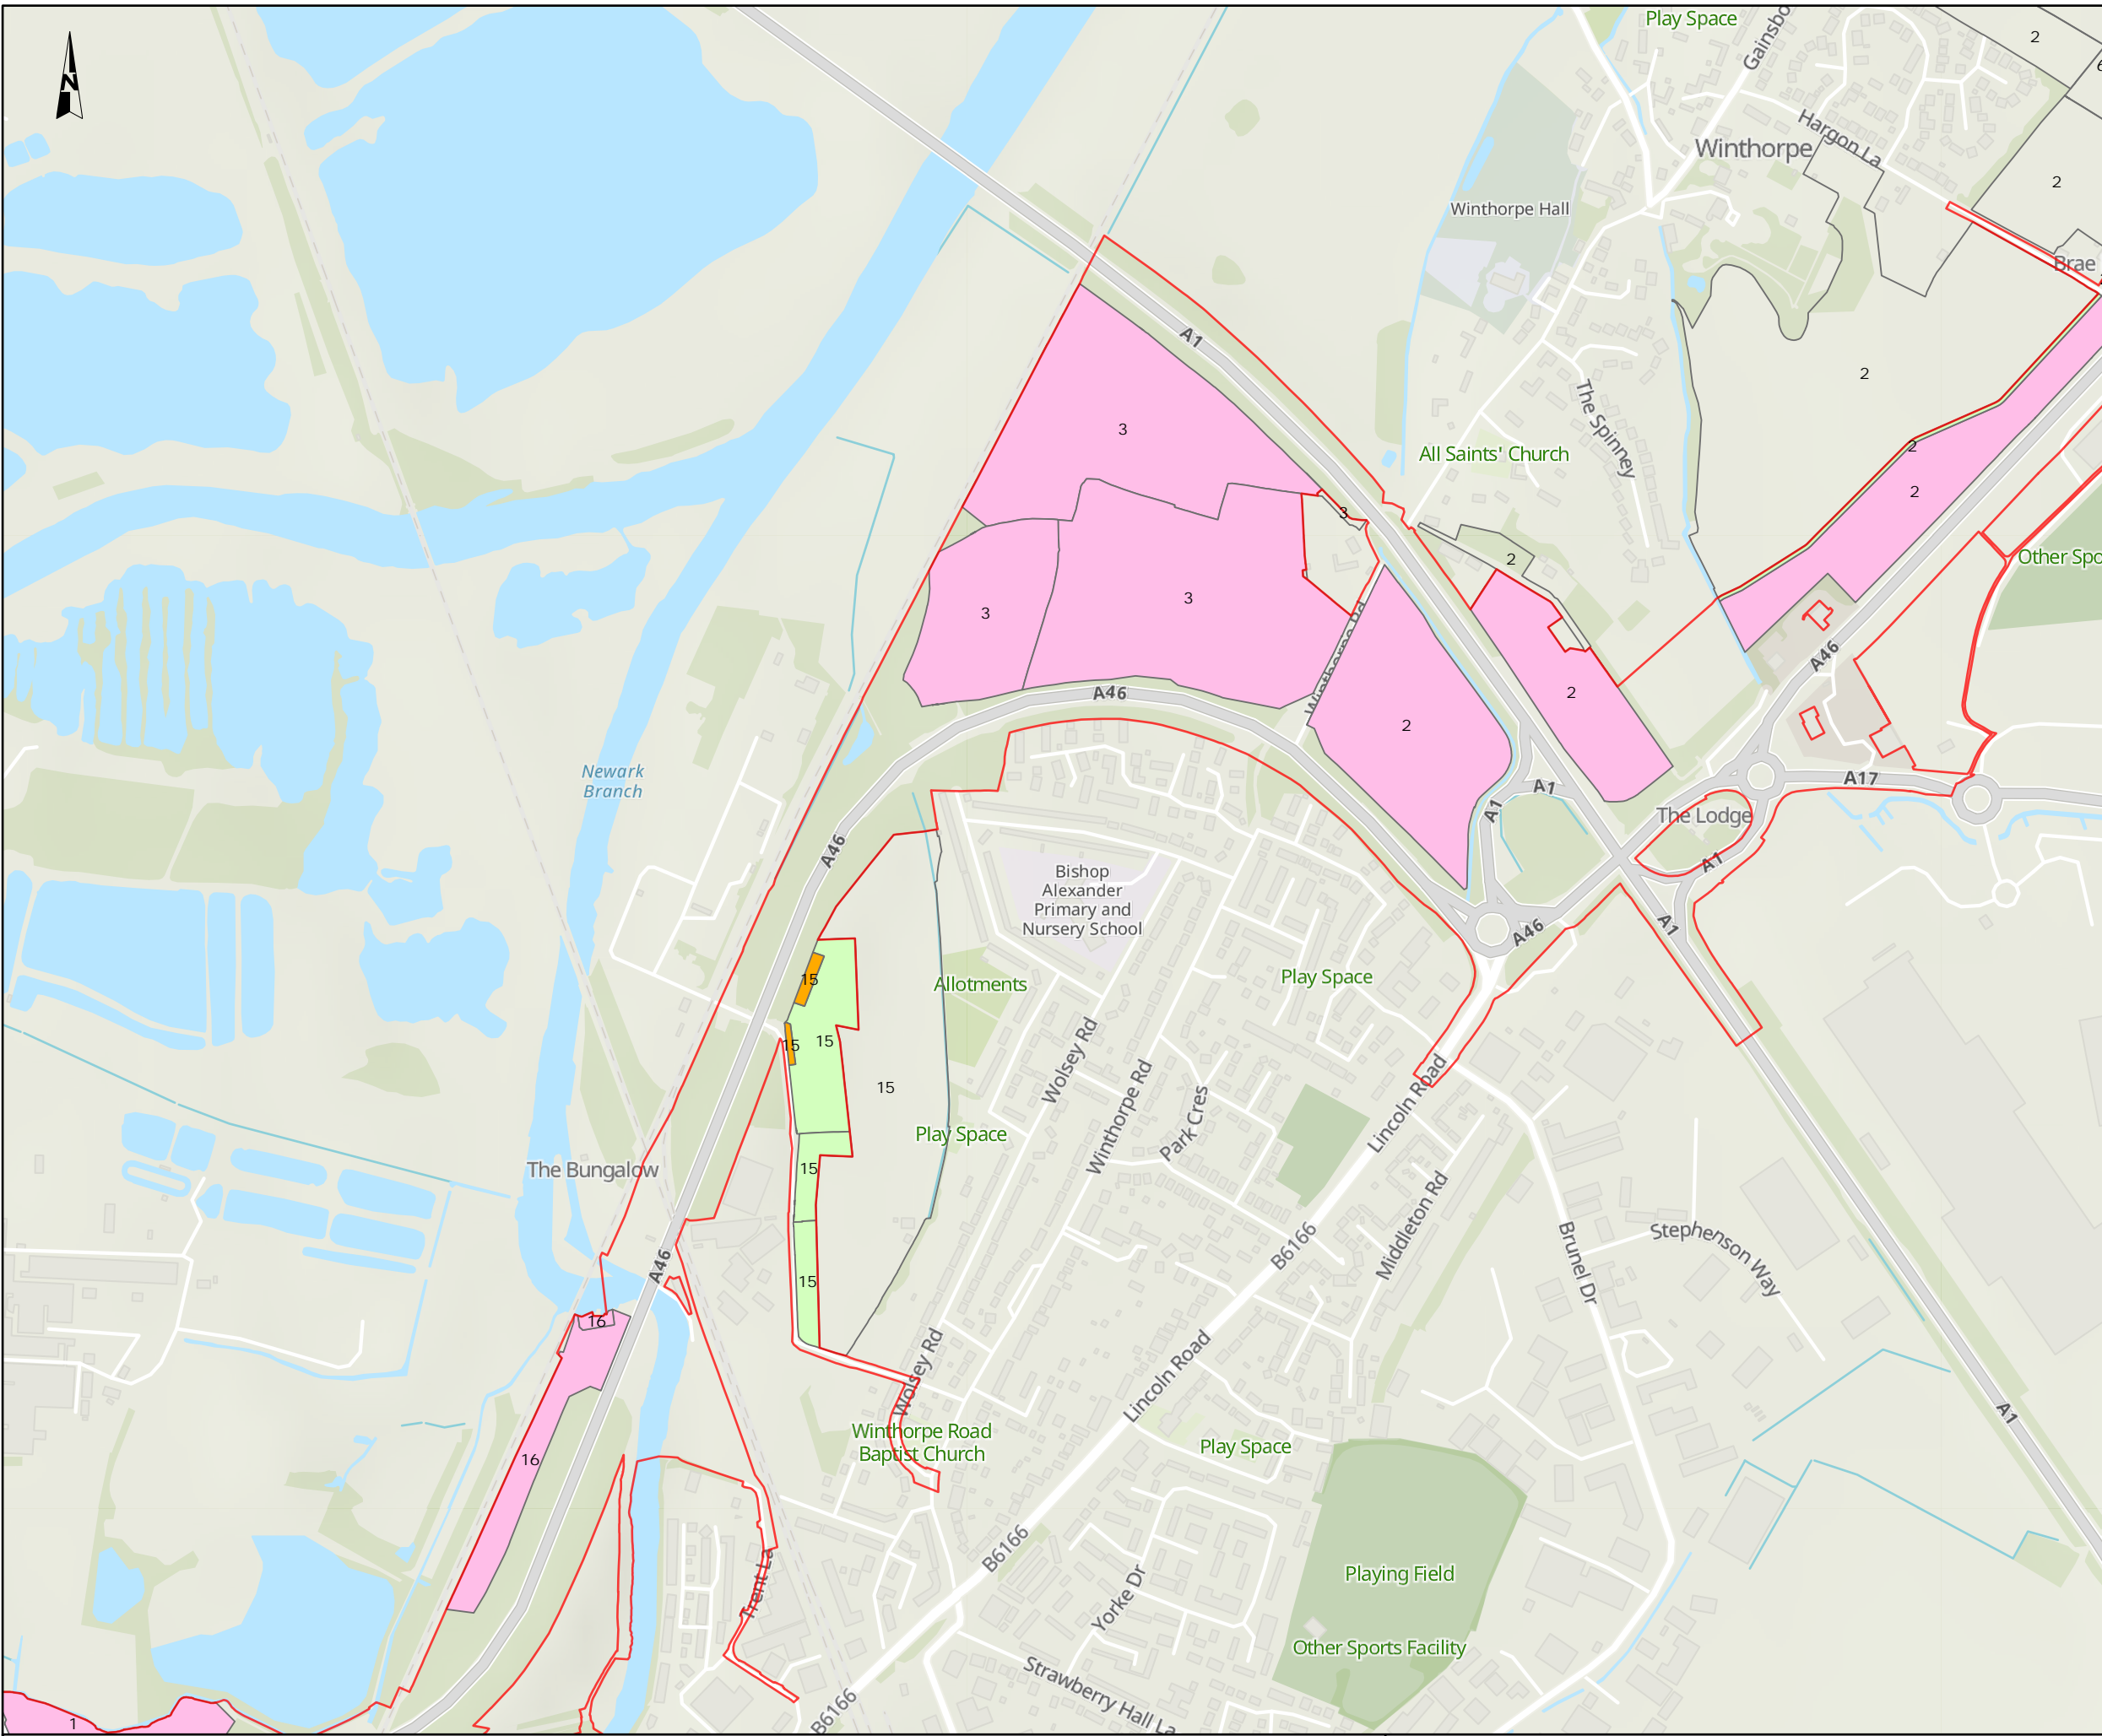 N
Play Space
Gainsbo
2
Hargon La
Winthorpe
2
Winthorpe Hall
Brae
A1
2
The Spinney
3
All Saints' Church
2
2
3
2
Other Spo
3
3
Winthorpe Rd
A46
2
2
A46
Newark
Branch
A1
A17
A1
The Lodge
A46
A1
Bishop
Alexander
Primary and
Nursery School
A1
A46
15
Allotments
Play Space
15
15
Wolsey Rd
15
Winthorpe Rd
Park Cres
Lincoln Road
Play Space
The Bungalow
15
Middleton Rd
B6166
Stephenson Way
Brunel Dr
A46
15
16
Wolsey Rd
Lincoln Road
A1
Winthorpe Road
Baptist Church
Play Space
16
B6166
Trent La
Yorke Dr
Playing Field
Other Sports Facility
Strawberry Hall La
B6166
1